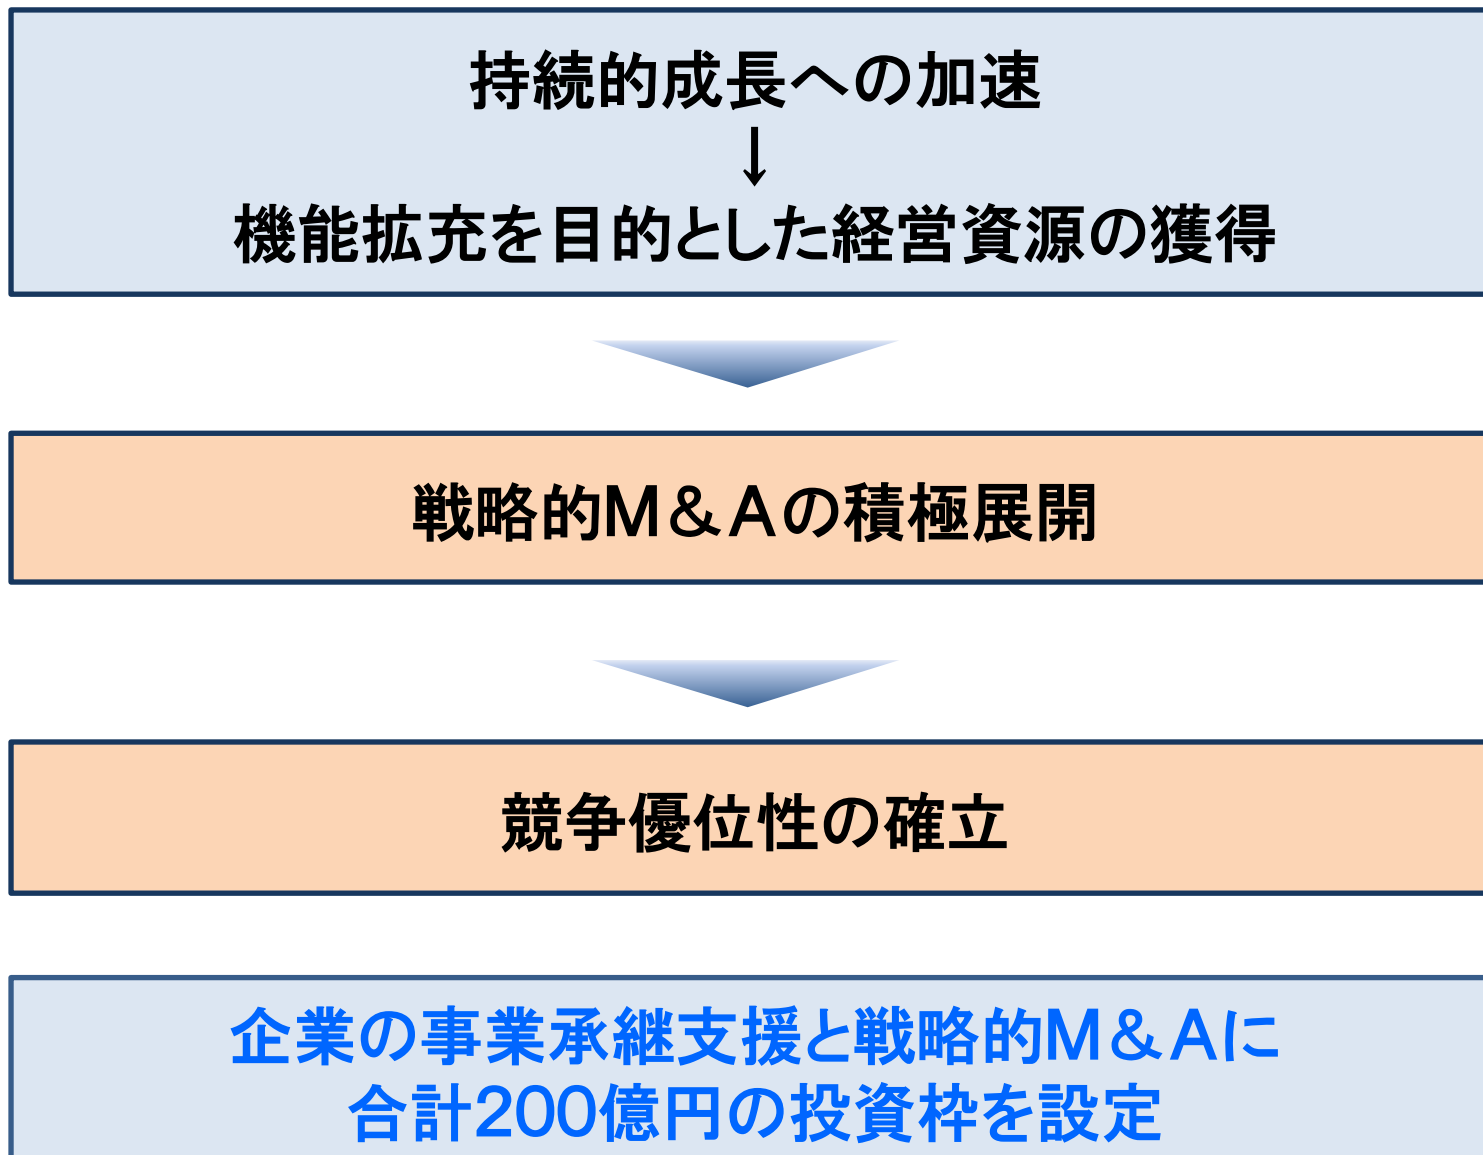 持続的成長への加速
↓
機能拡充を目的とした経営資源の獲得
戦略的M＆Aの積極展開
競争優位性の確立
企業の事業承継支援と戦略的M＆Aに
合計200億円の投資枠を設定